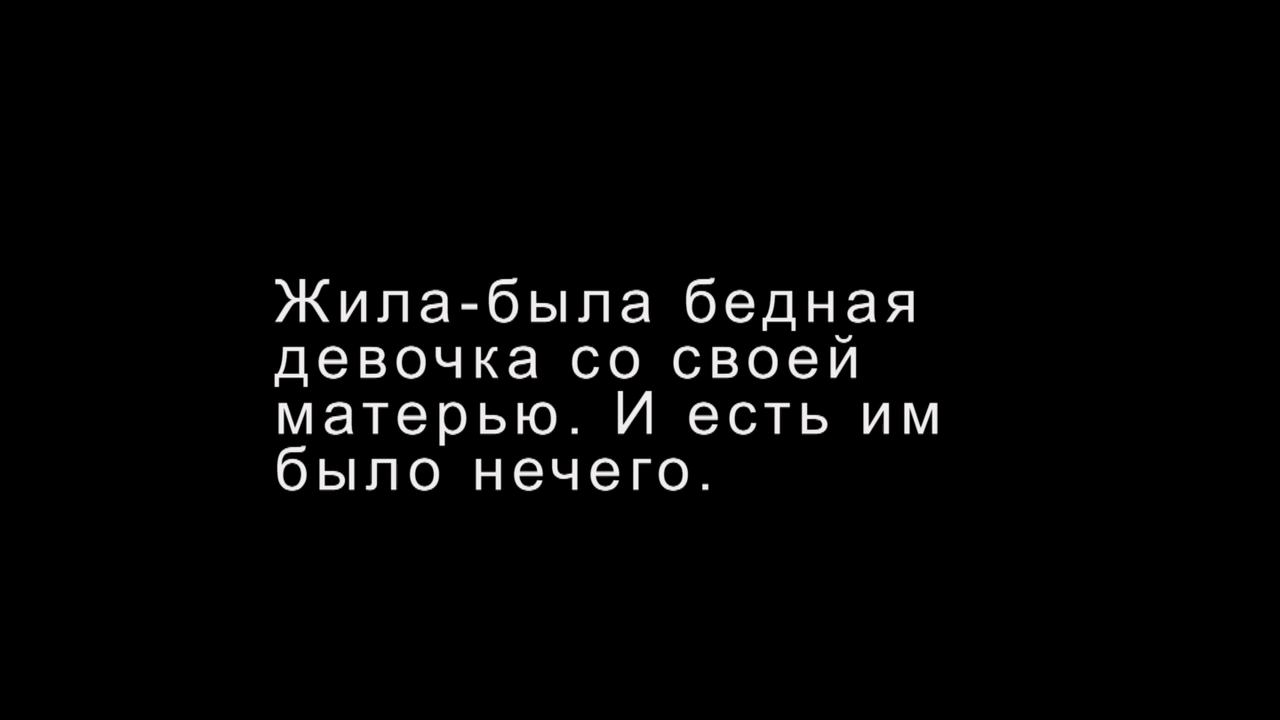 Жила-была бедная
девочка со своей
матерью. И есть им
было нечего.